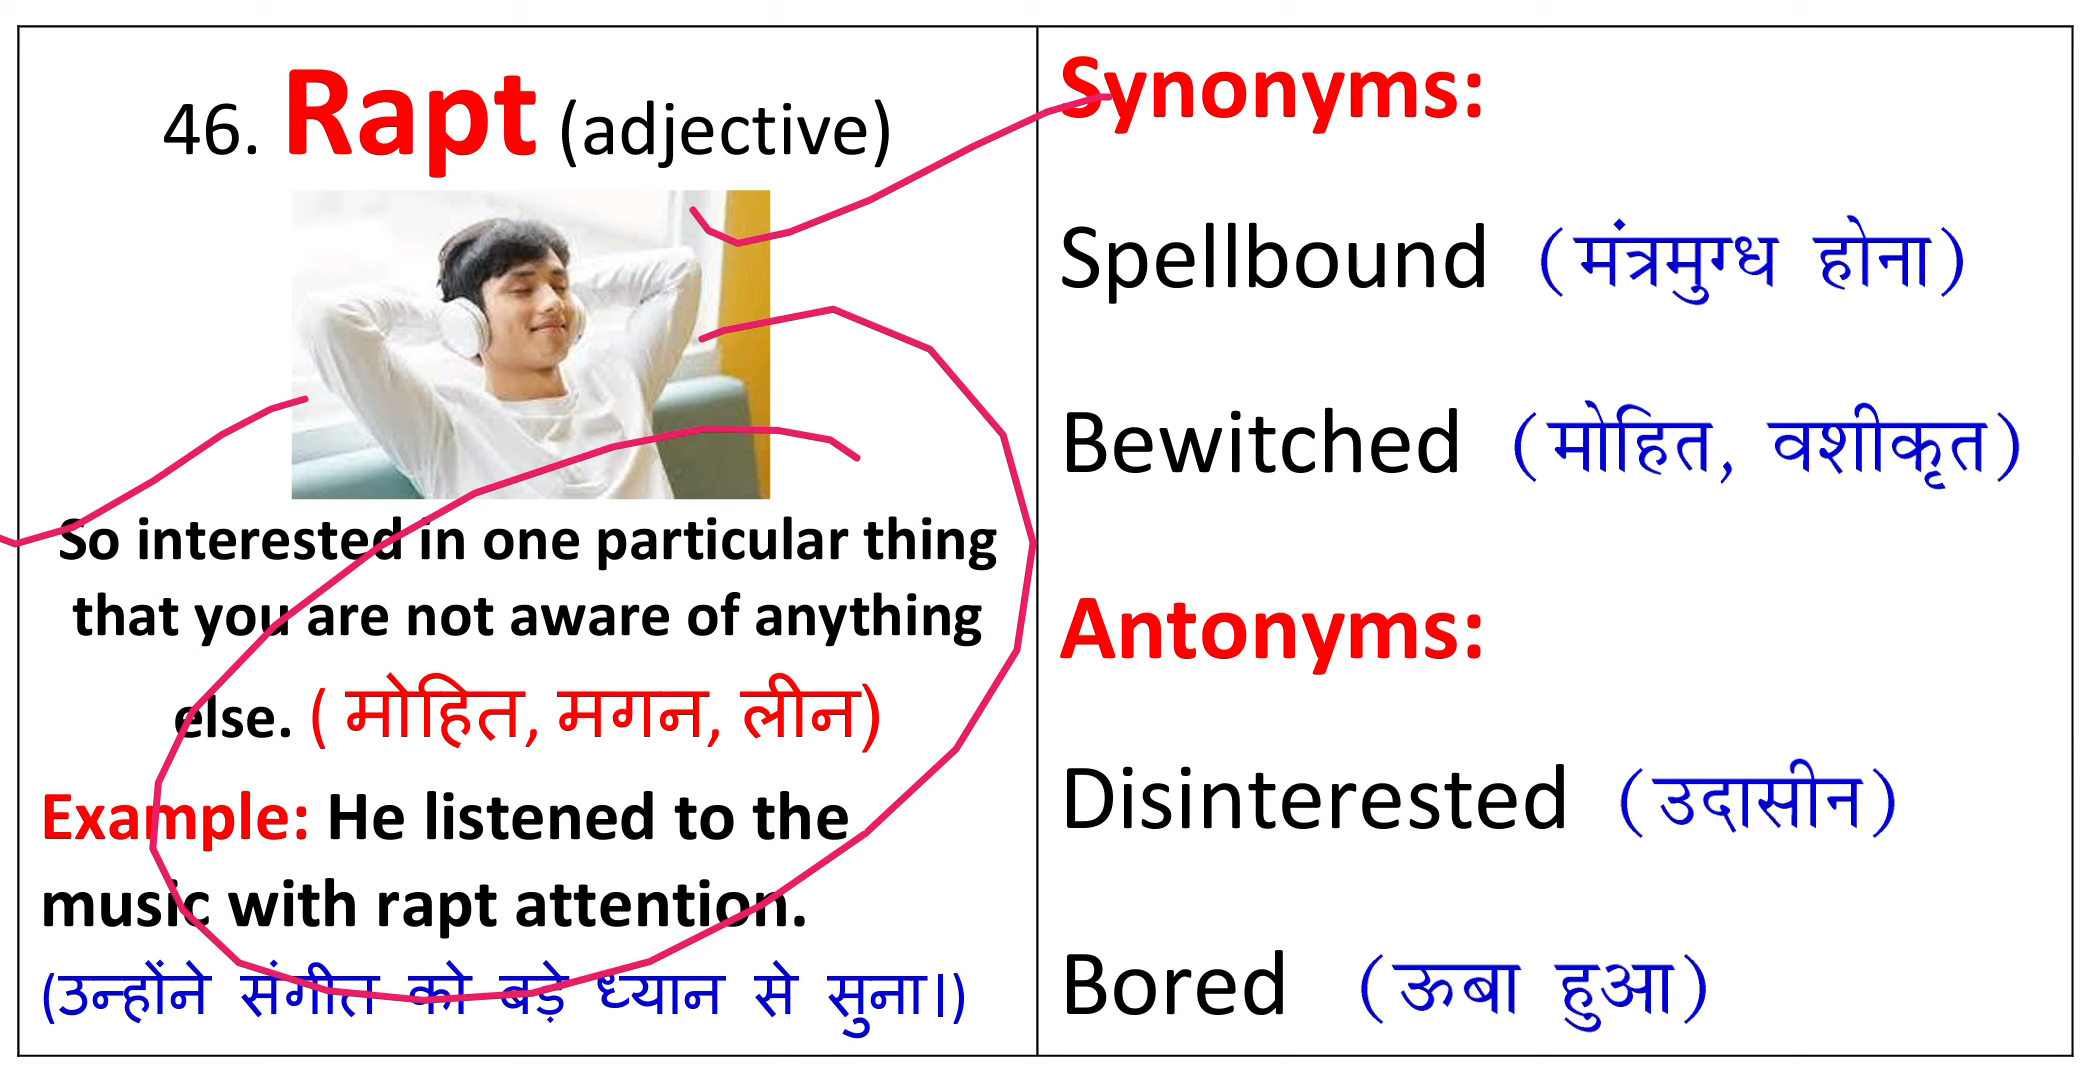 46. Rapt (adjective)
So interested in one particular thing
that you are not aware of anything
else. ( मोहित, मगन, लीन)
Example: He listened to the
music with rapt attention.
(उन्होंने संगीत को बड़े ध्यान से सुना।)
Synonyms:
Spellbound (मंत्रमुग्ध होना)
Bewitched (मोहित, वशीकृत)
Antonyms:
Disinterested (उदासीन)
Bored (ऊबा हुआ)